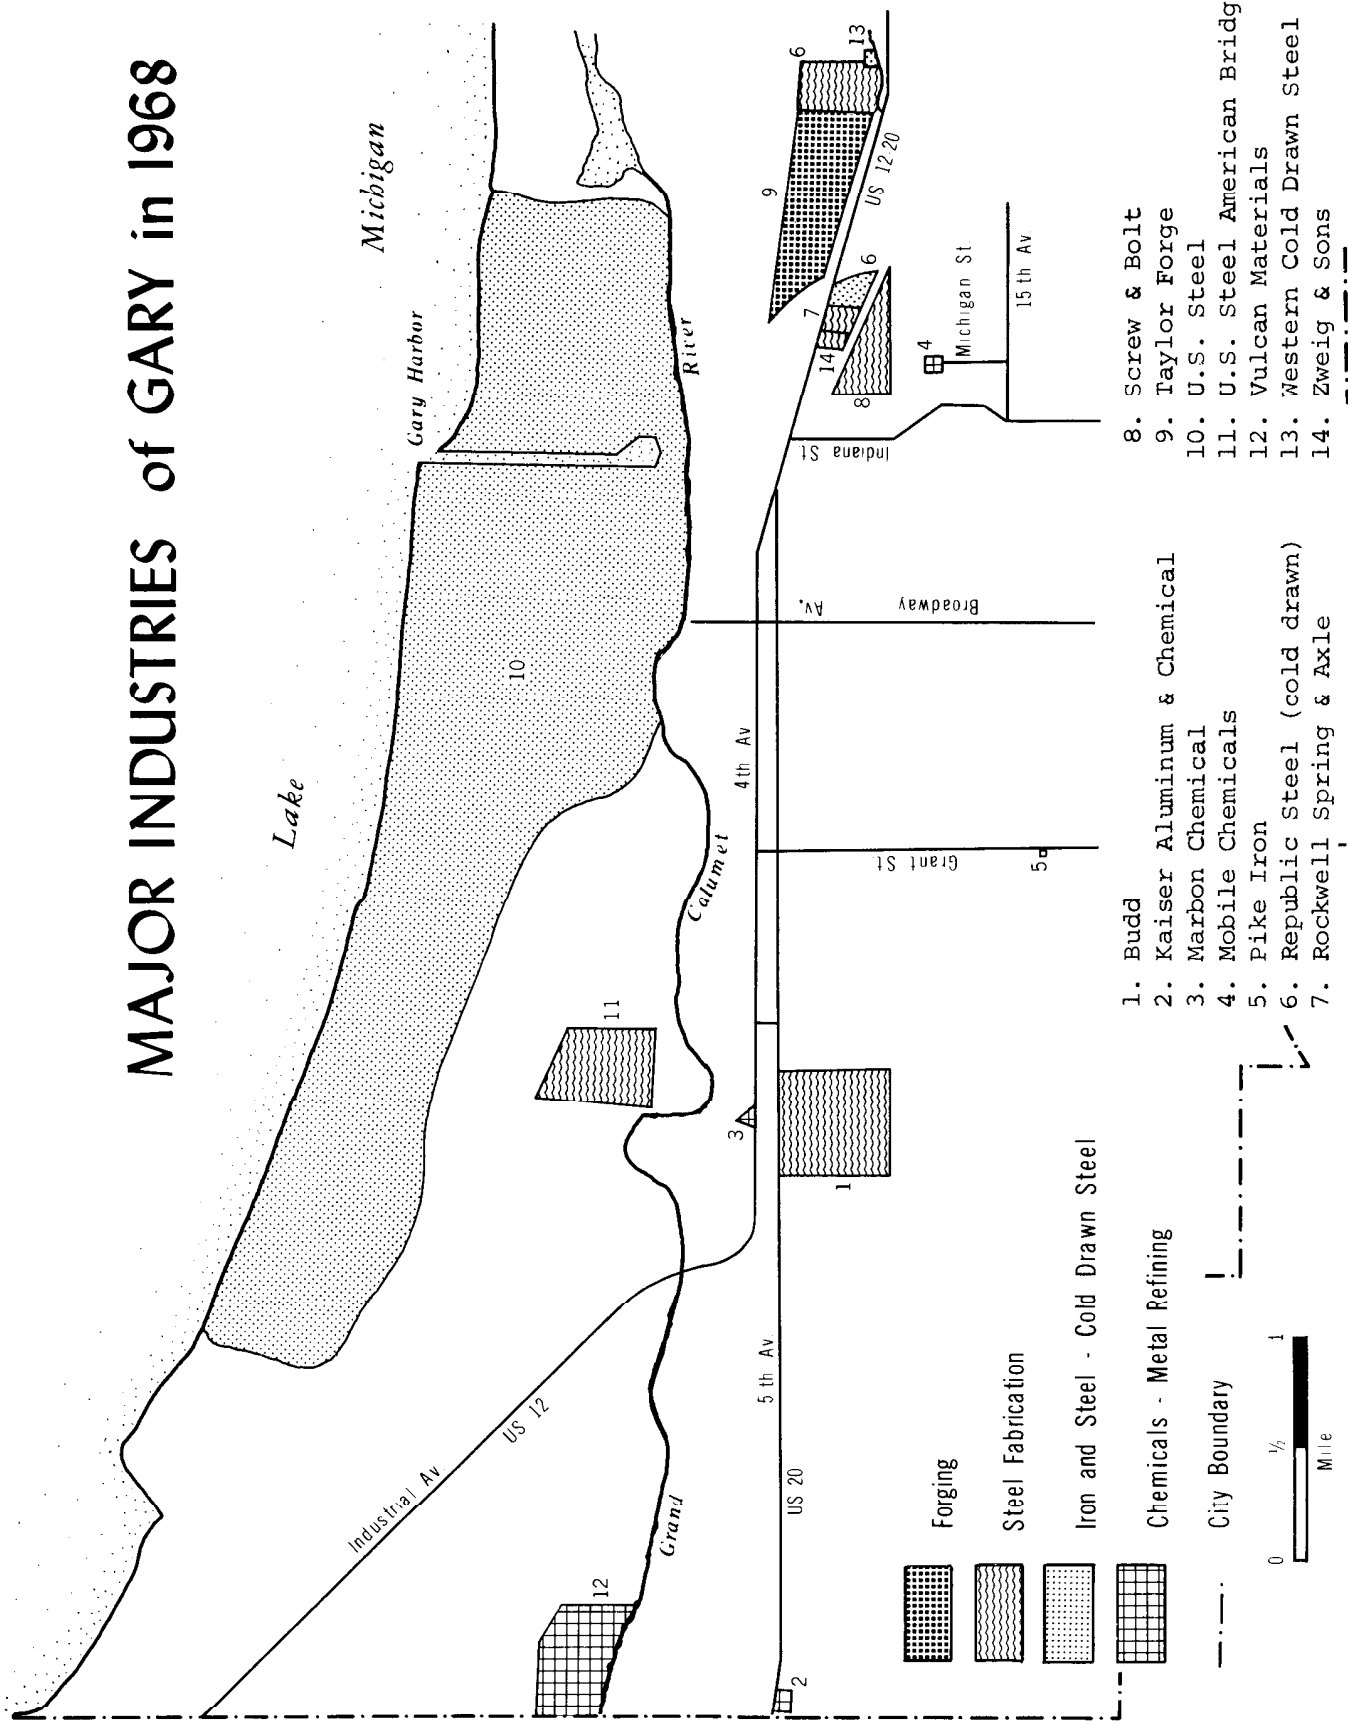 MAJOR INDUSTRIES of GARY in 1968
Lake
Michigan
Gary Harbor
10
11
12
Industrial Av
US 12
Grand
Calumet
River
3
4th Av
5 th Av
US 20
2
1
Grant St
5
Broadway
Av.
Indiana St
US 12-20
9
6
13
7
6
14
8
4
Michigan St
15 th Av
Forging
Steel Fabrication
Iron and Steel - Cold Drawn Steel
Chemicals - Metal Refining
City Boundary
0
½
1
Mile
1. Budd
2. Kaiser Aluminum & Chemical
3. Marbon Chemical
4. Mobile Chemicals
5. Pike Iron
6. Republic Steel (cold drawn)
7. Rockwell Spring & Axle
8. Screw & Bolt
9. Taylor Forge
10. U.S. Steel
11. U.S. Steel American Bridg
12. Vulcan Materials
13. Western Cold Drawn Steel
14. Zweig & Sons